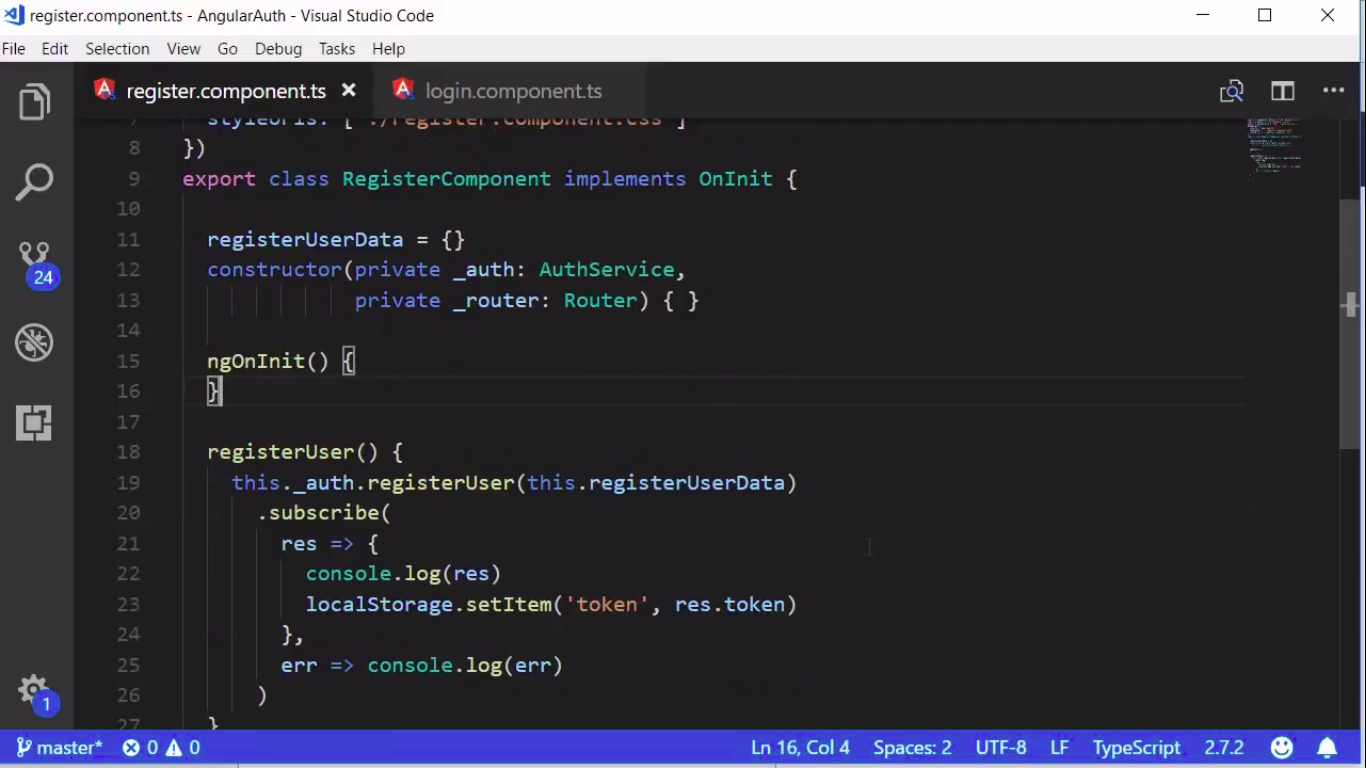 register.component.ts - AngularAuth - Visual Studio Code
File Edit Selection View Go Debug Tasks Help
register.component.ts login.component.ts
7 styleUrls: ['./register.component.css']
8 })
9 export class RegisterComponent implements OnInit {
10
11 registerUserData = {}
12 constructor(private _auth: AuthService,
13 private _router: Router) { }
14
15 ngOnInit() {
16 }
17
18 registerUser() {
19 this._auth.registerUser(this.registerUserData)
20 .subscribe(
21 res => {
22 console.log(res)
23 localStorage.setItem('token', res.token)
24 },
25 err => console.log(err)
26 )
27 }
24
1
master* 0 0 Ln 16, Col 4 Spaces: 2 UTF-8 LF TypeScript 2.7.2